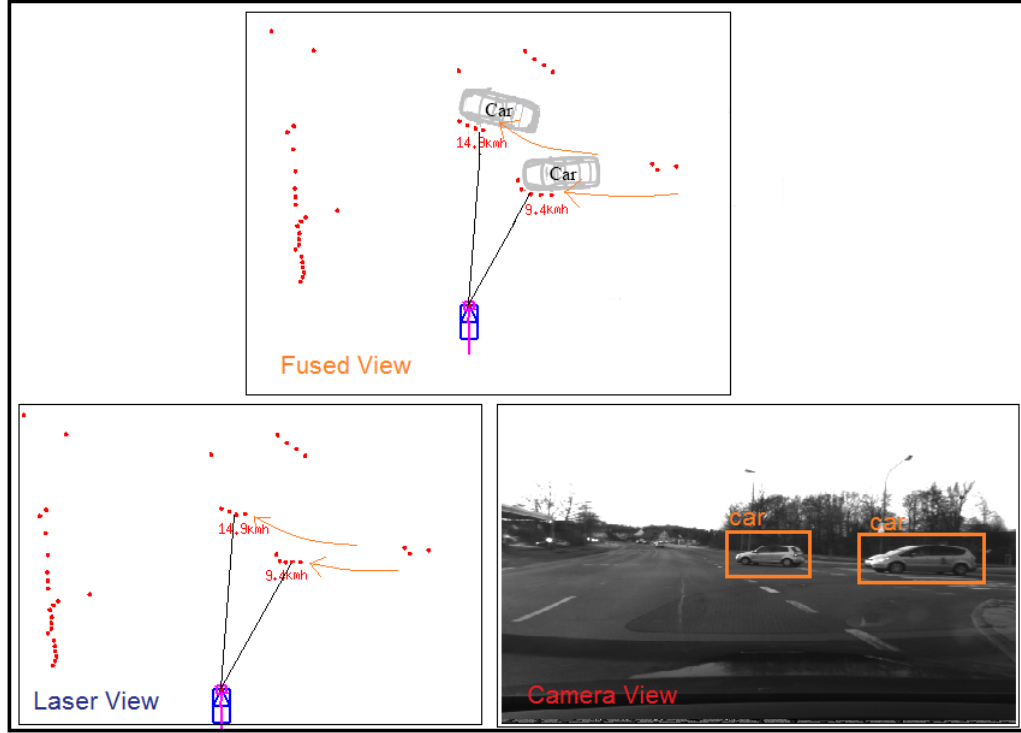 Car
14.9kmh
Car
9.4kmh
Fused View
14.9kmh
9.4kmh
Laser View
car
car
Camera View